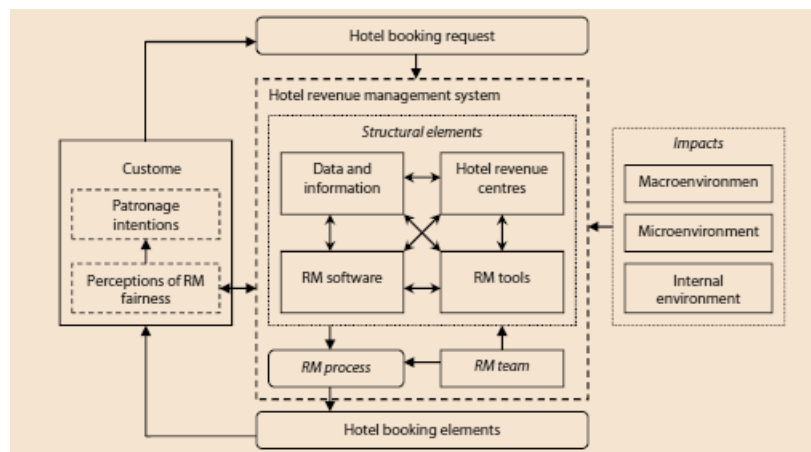 Hotel booking request
Hotel revenue management system
Structural elements
Data and
information
Hotel revenue
centres
RM software
RM tools
RM process
RM team
Hotel booking elements
Custome
Patronage
intentions
Perceptions of RM
fairness
Impacts
Macroenvironmen
Microenvironment
Internal
environment